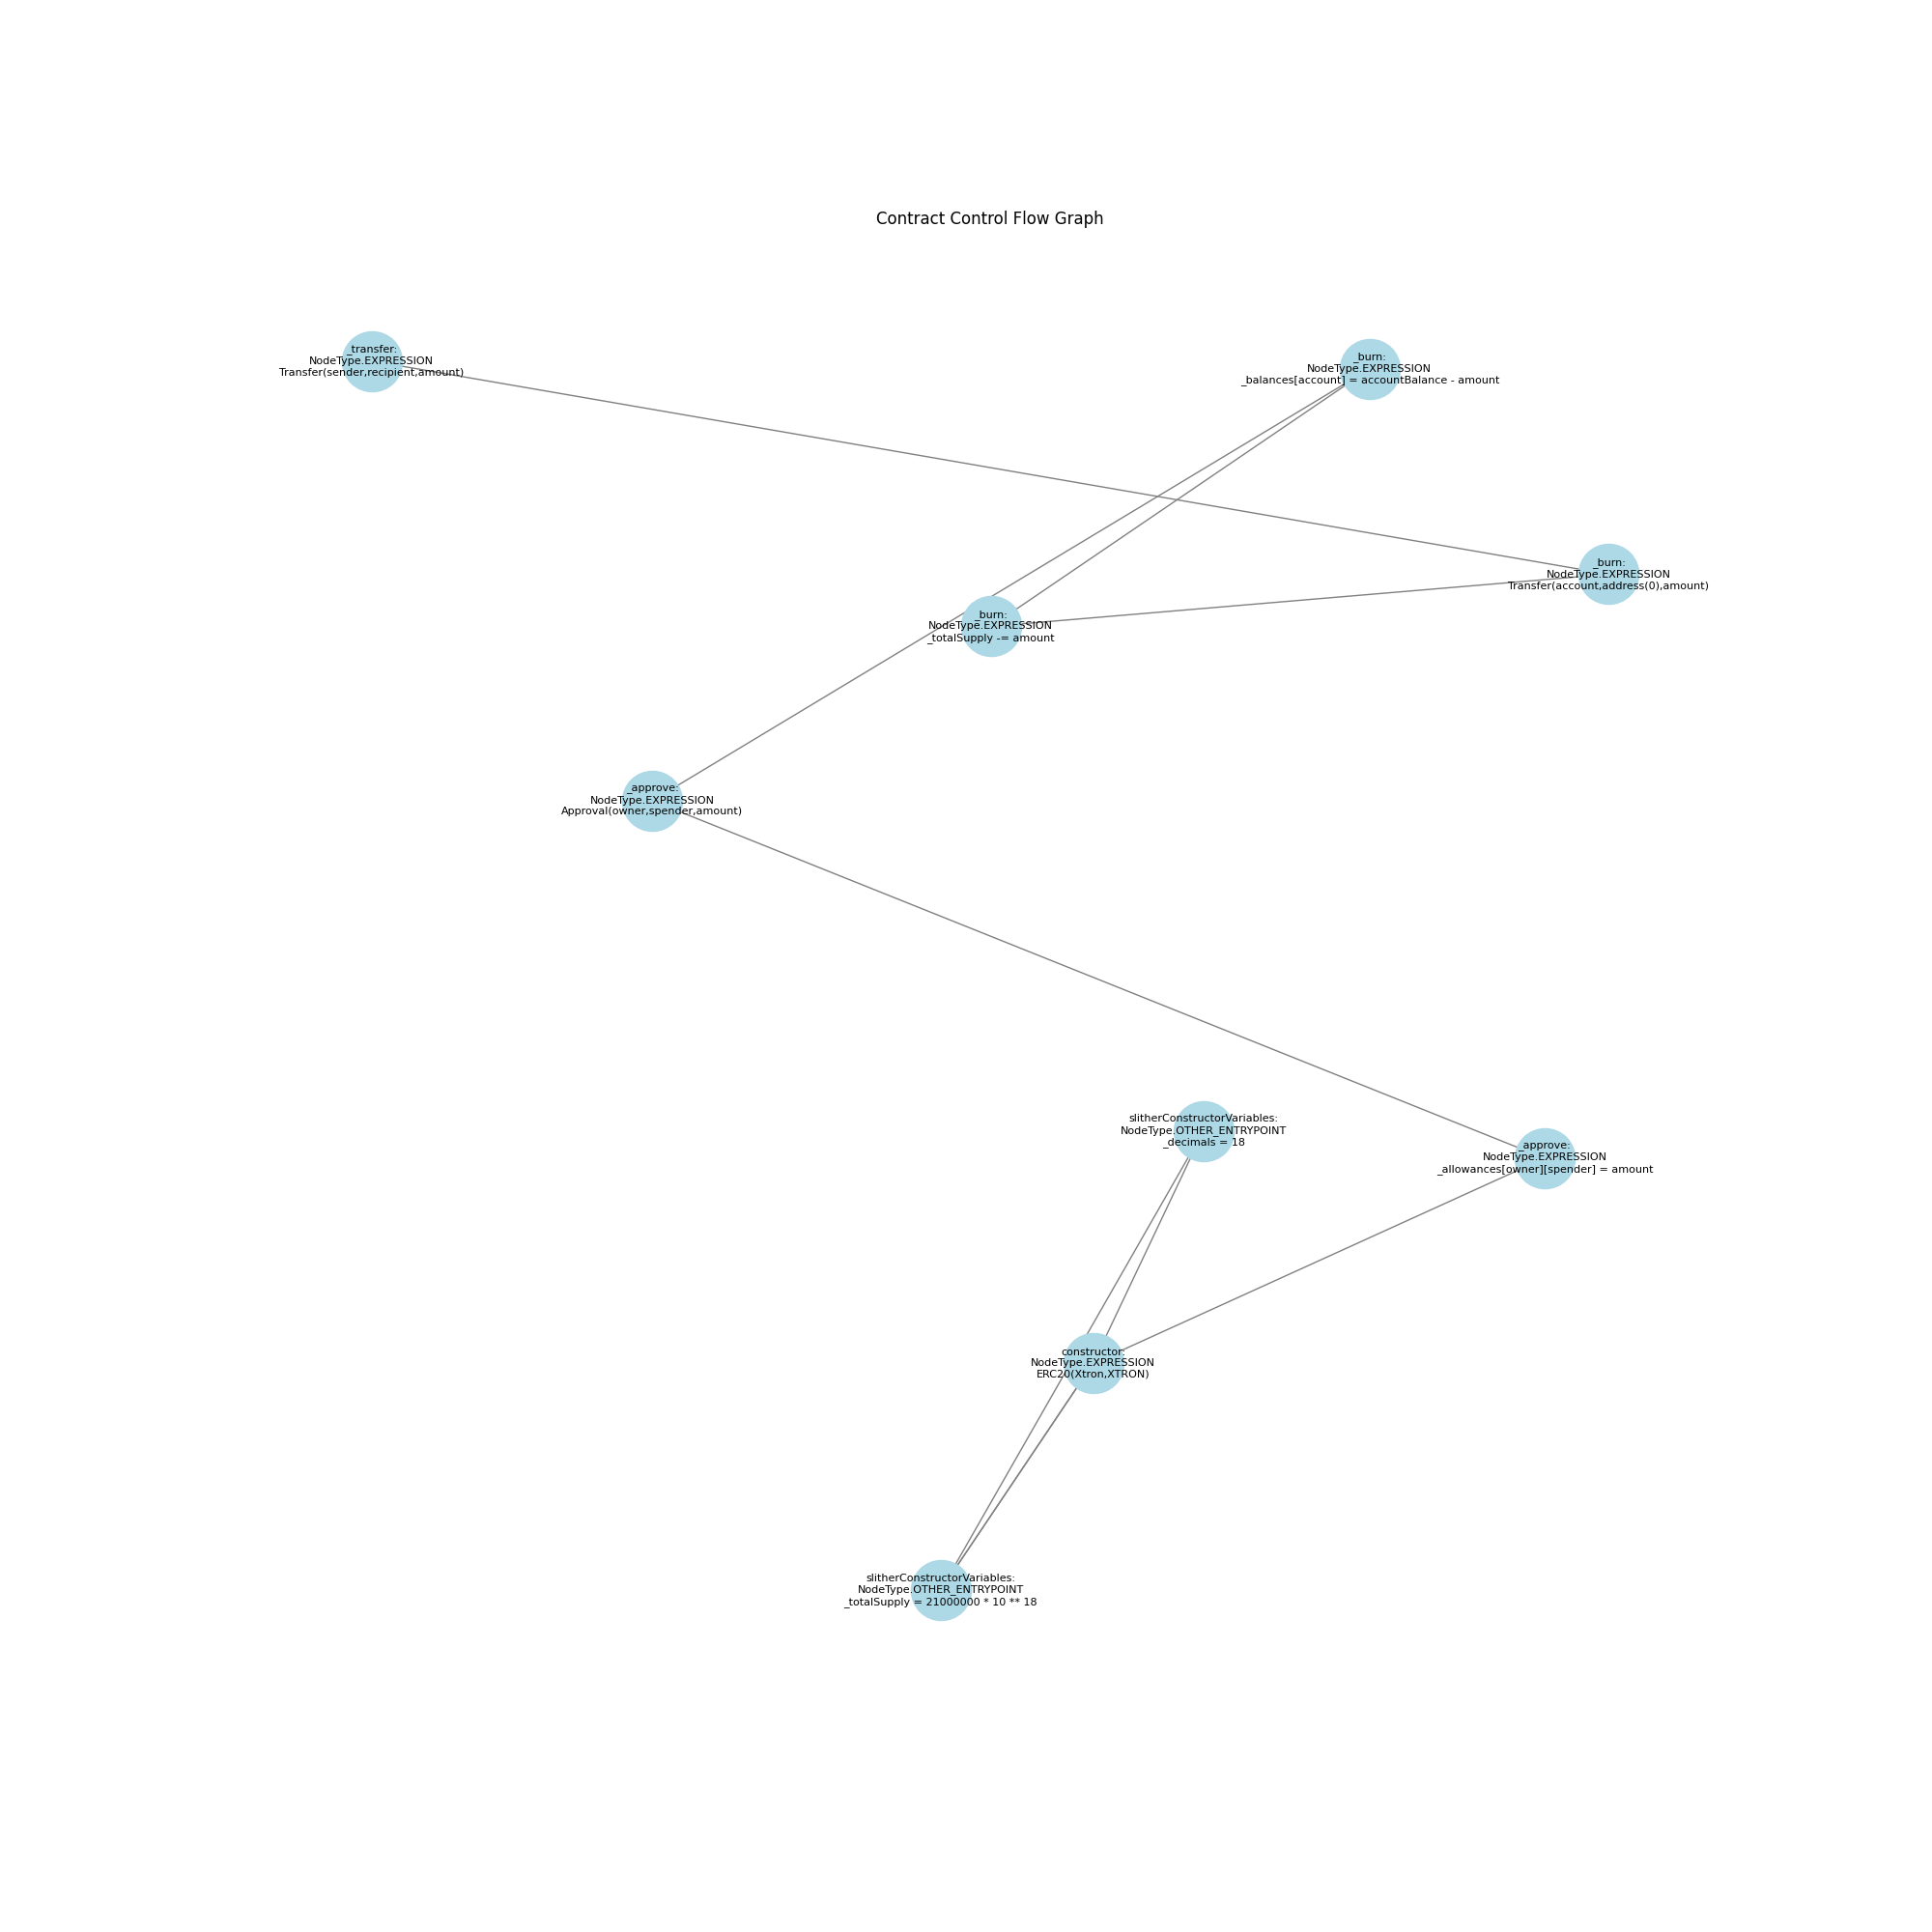 Contract Control Flow Graph
_transfer:
NodeType.EXPRESSION
Transfer(sender,recipient,amount)
_burn:
NodeType.EXPRESSION
_balances[account] = accountBalance - amount
_burn:
NodeType.EXPRESSION
Transfer(account,address(0),amount)
_burn:
NodeType.EXPRESSION
_totalSupply -= amount
_approve:
NodeType.EXPRESSION
Approval(owner,spender,amount)
slitherConstructorVariables:
NodeType.OTHER_ENTRYPOINT
_decimals = 18
_approve:
NodeType.EXPRESSION
_allowances[owner][spender] = amount
constructor:
NodeType.EXPRESSION
ERC20(Xtron,XTRON)
slitherConstructorVariables:
NodeType.OTHER_ENTRYPOINT
_totalSupply = 21000000 * 10 ** 18